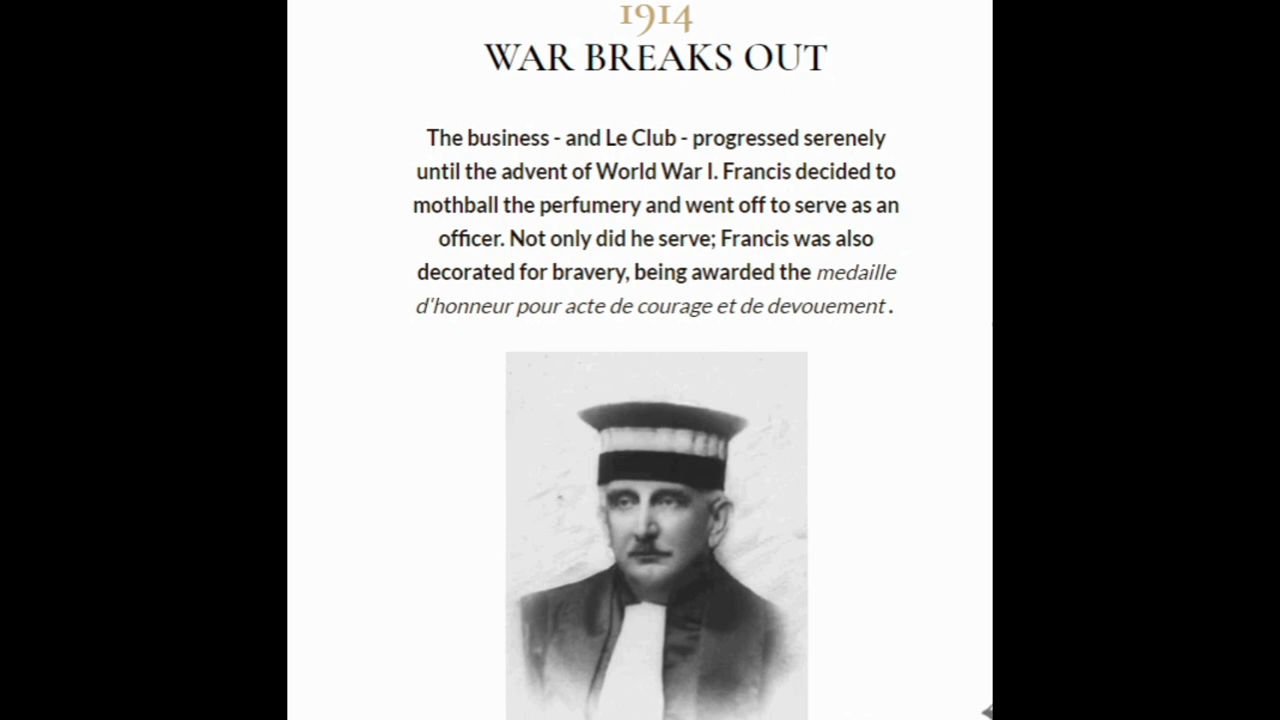 1914
WAR BREAKS OUT
The business - and Le Club - progressed serenely
until the advent of World War I. Francis decided to
mothball the perfumery and went off to serve as an
officer. Not only did he serve; Francis was also
decorated for bravery, being awarded the medaille
d'honneur pour acte de courage et de devouement.